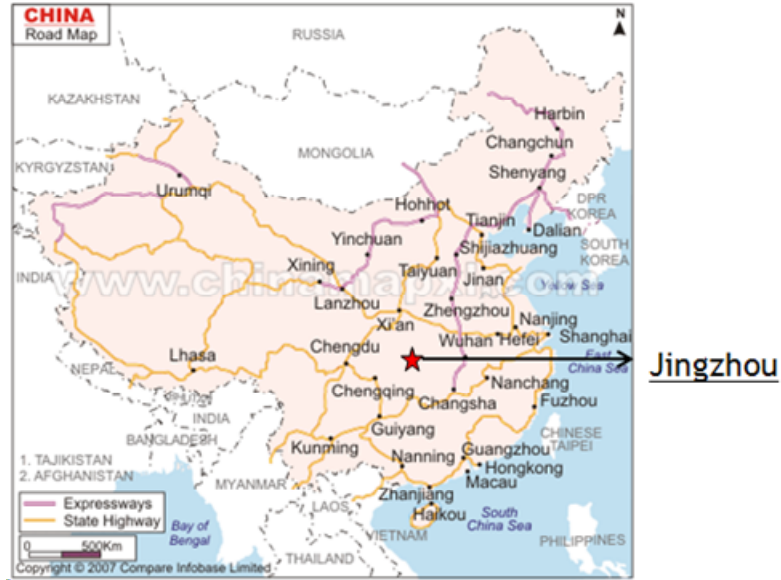 CHINA
Road Map
N
RUSSIA
KAZAKHSTAN
MONGOLIA
KYRGYZSTAN
Harbin
Changchun
Shenyang
Urumqi
Hohhot
DPR
KOREA
Tianjin
Dalian
1
Yinchuan
Shijiazhuang
SOUTH
KOREA
Xining
Taiyuan
Jinan
INDIA
Yellow Sea
Lanzhou
Zhengzhou
Xi'an
Nanjing
Wuhan
Hefei
Shanghai
Chengdu
Lhasa
East
China Sea
Jingzhou
NEPAL
Chengqing
Nanchang
Changsha
Fuzhou
INDIA
Guiyang
BANGLADESH
CHINESE
TAIPEI
Kunming
Nanning
Guangzhou
Hongkong
Macau
1. TAJIKISTAN
2. AFGHANISTAN
MYANMAR
Zhanjiang
Haikou
LAOS
South
China Sea
Expressways
State Highway
Bay of
Bengal
VIETNAM
PHILIPPINES
0 500Km
THAILAND
Copyright © 2007 Compare Infobase Limited